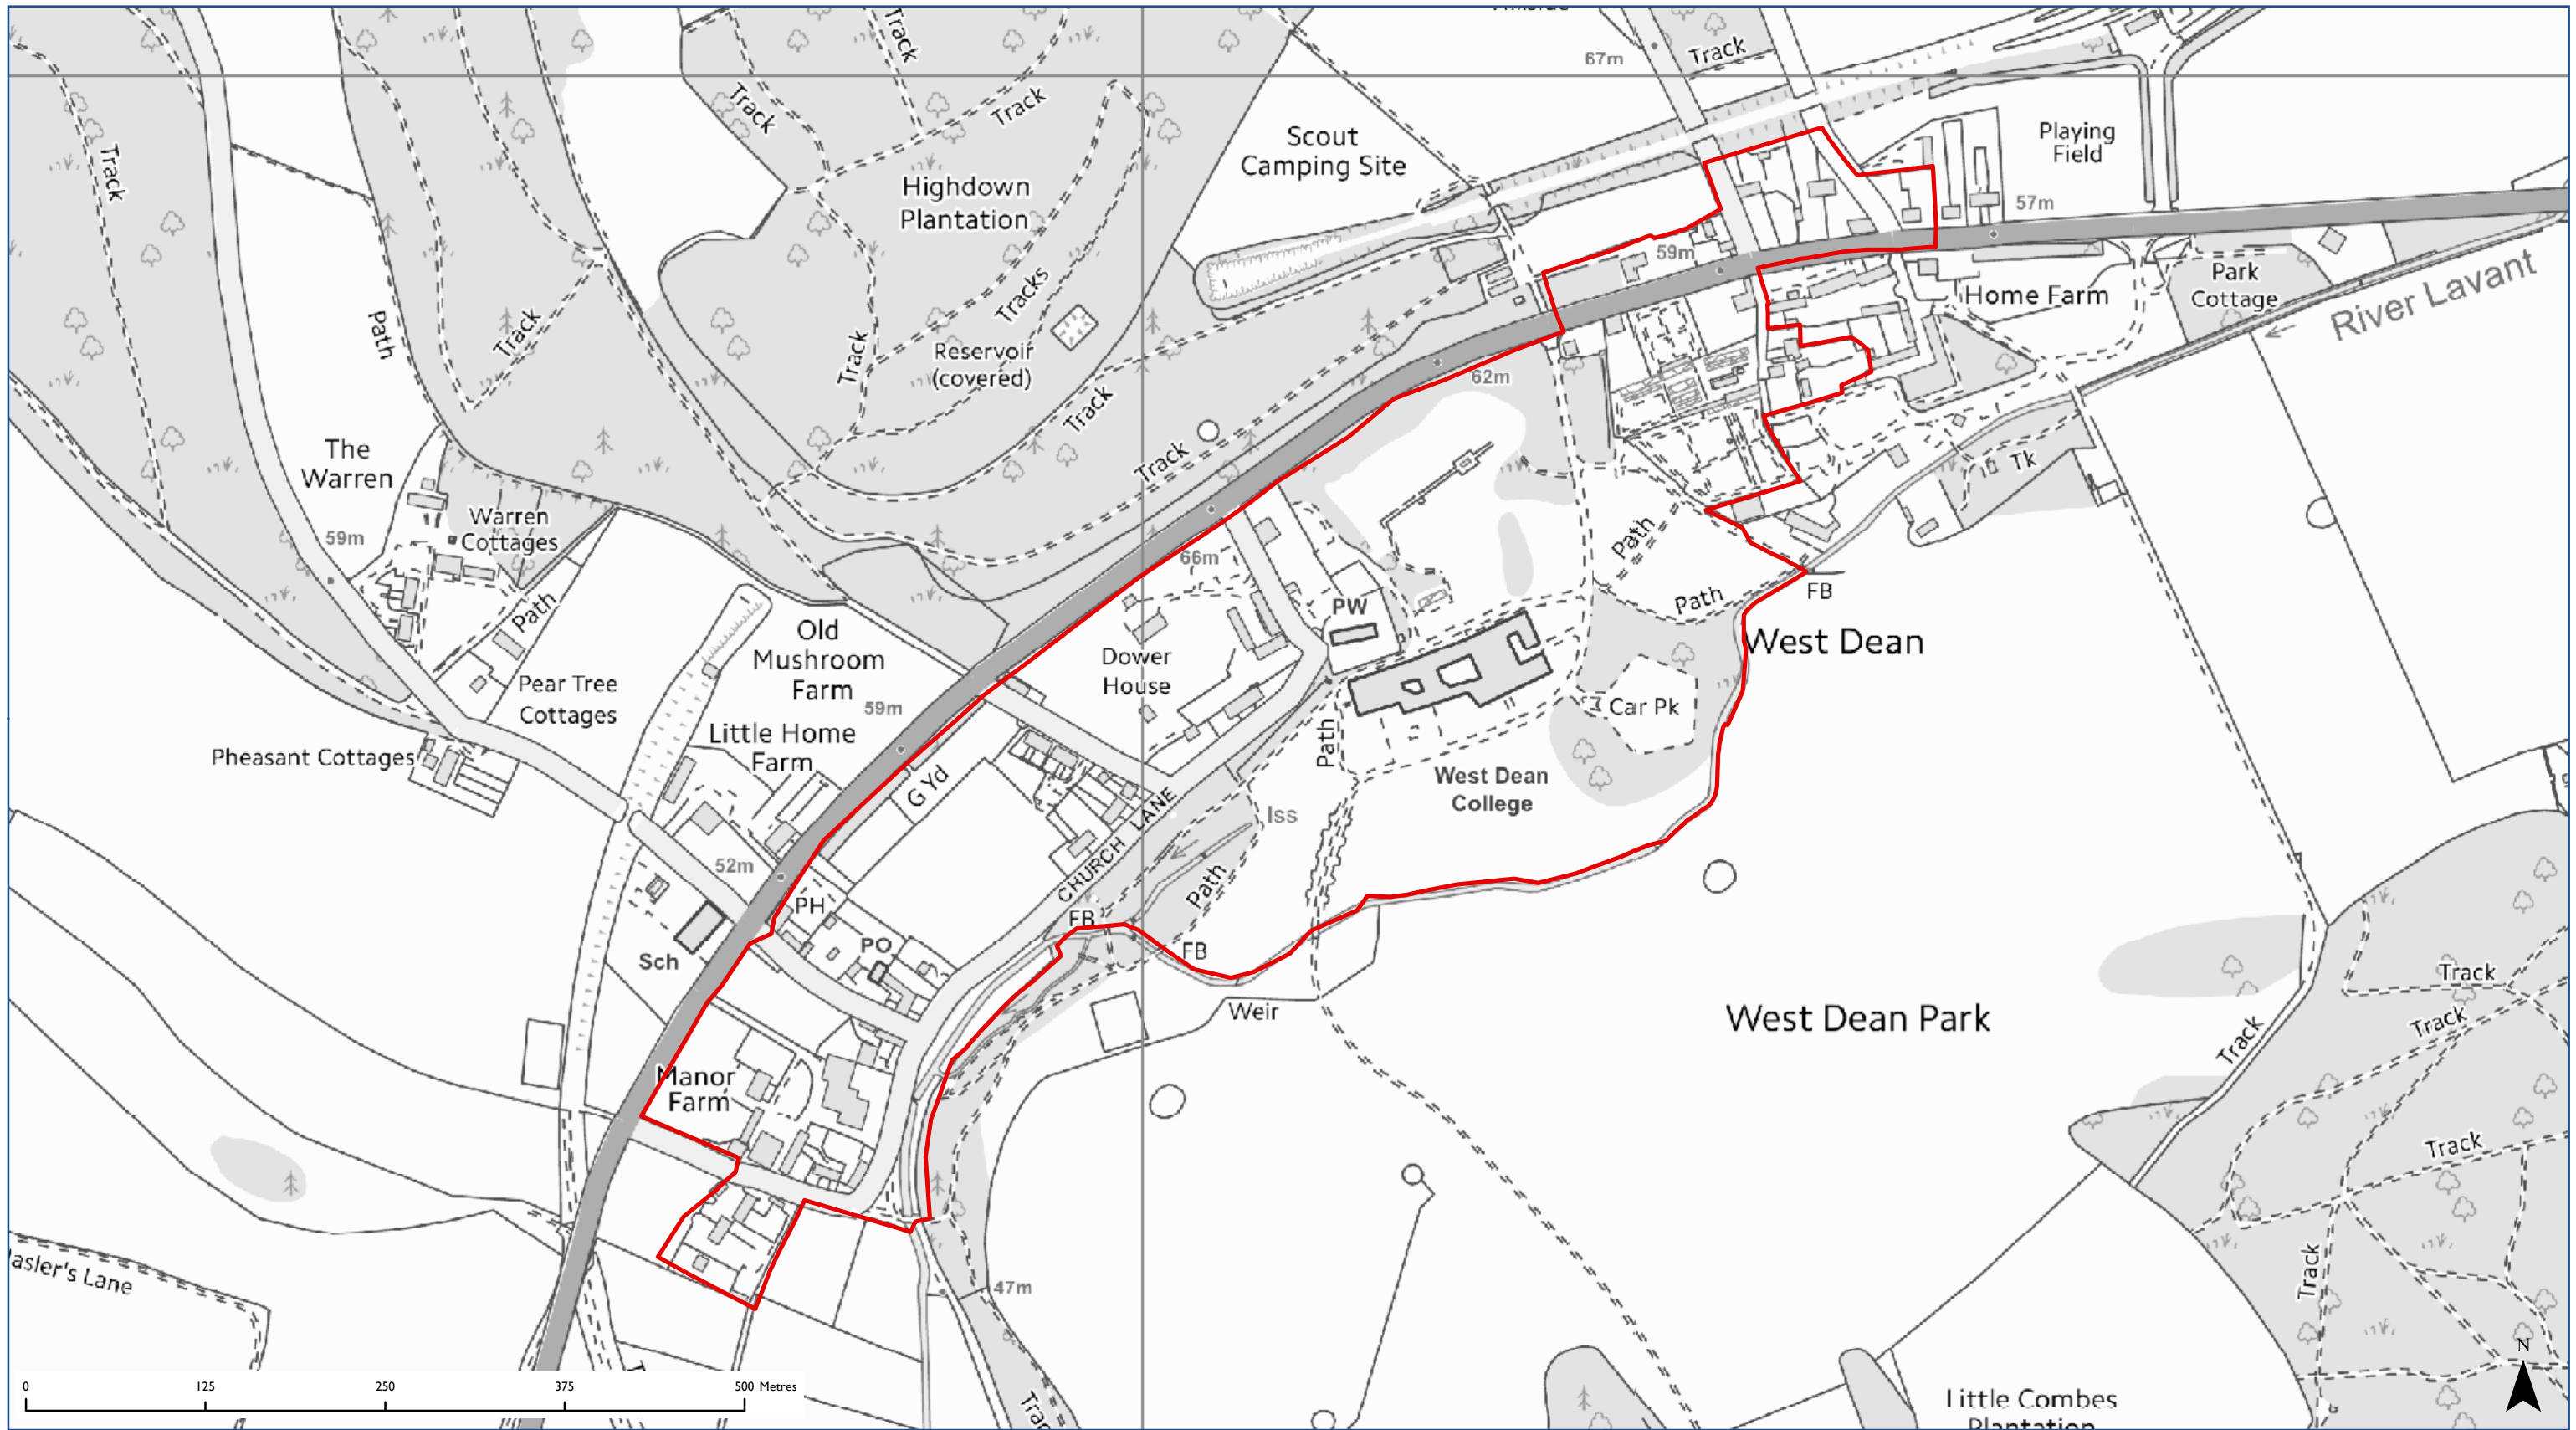 67m
Track
Track
Track
Track
Track
Scout
Camping Site
Playing
Field
Highdown
Plantation
57m
59m
Park
Cottage
River Lavant
Home Farm
Tracks
Path
Track
Track
Reservoir
(covered)
62m
Track
The
Warren
Track
Tk
Warren
Cottages
59m
Path
66m
Path
PW
Path
FB
Old
Mushroom
Farm
West Dean
Dower
House
Pear Tree
Cottages
59m
Car Pk
Path
Little Home
Farm
Pheasant Cottages
G Yd
West Dean
College
Iss
CHURCH LANE
52m
Path
PH
FB
PO
FB
Sch
Track
Weir
West Dean Park
Track
Track
Manor
Farm
Track
Track
asler's Lane
47m
N
0
125
250
375
500 Metres
Little Combes
Plantation
Trac